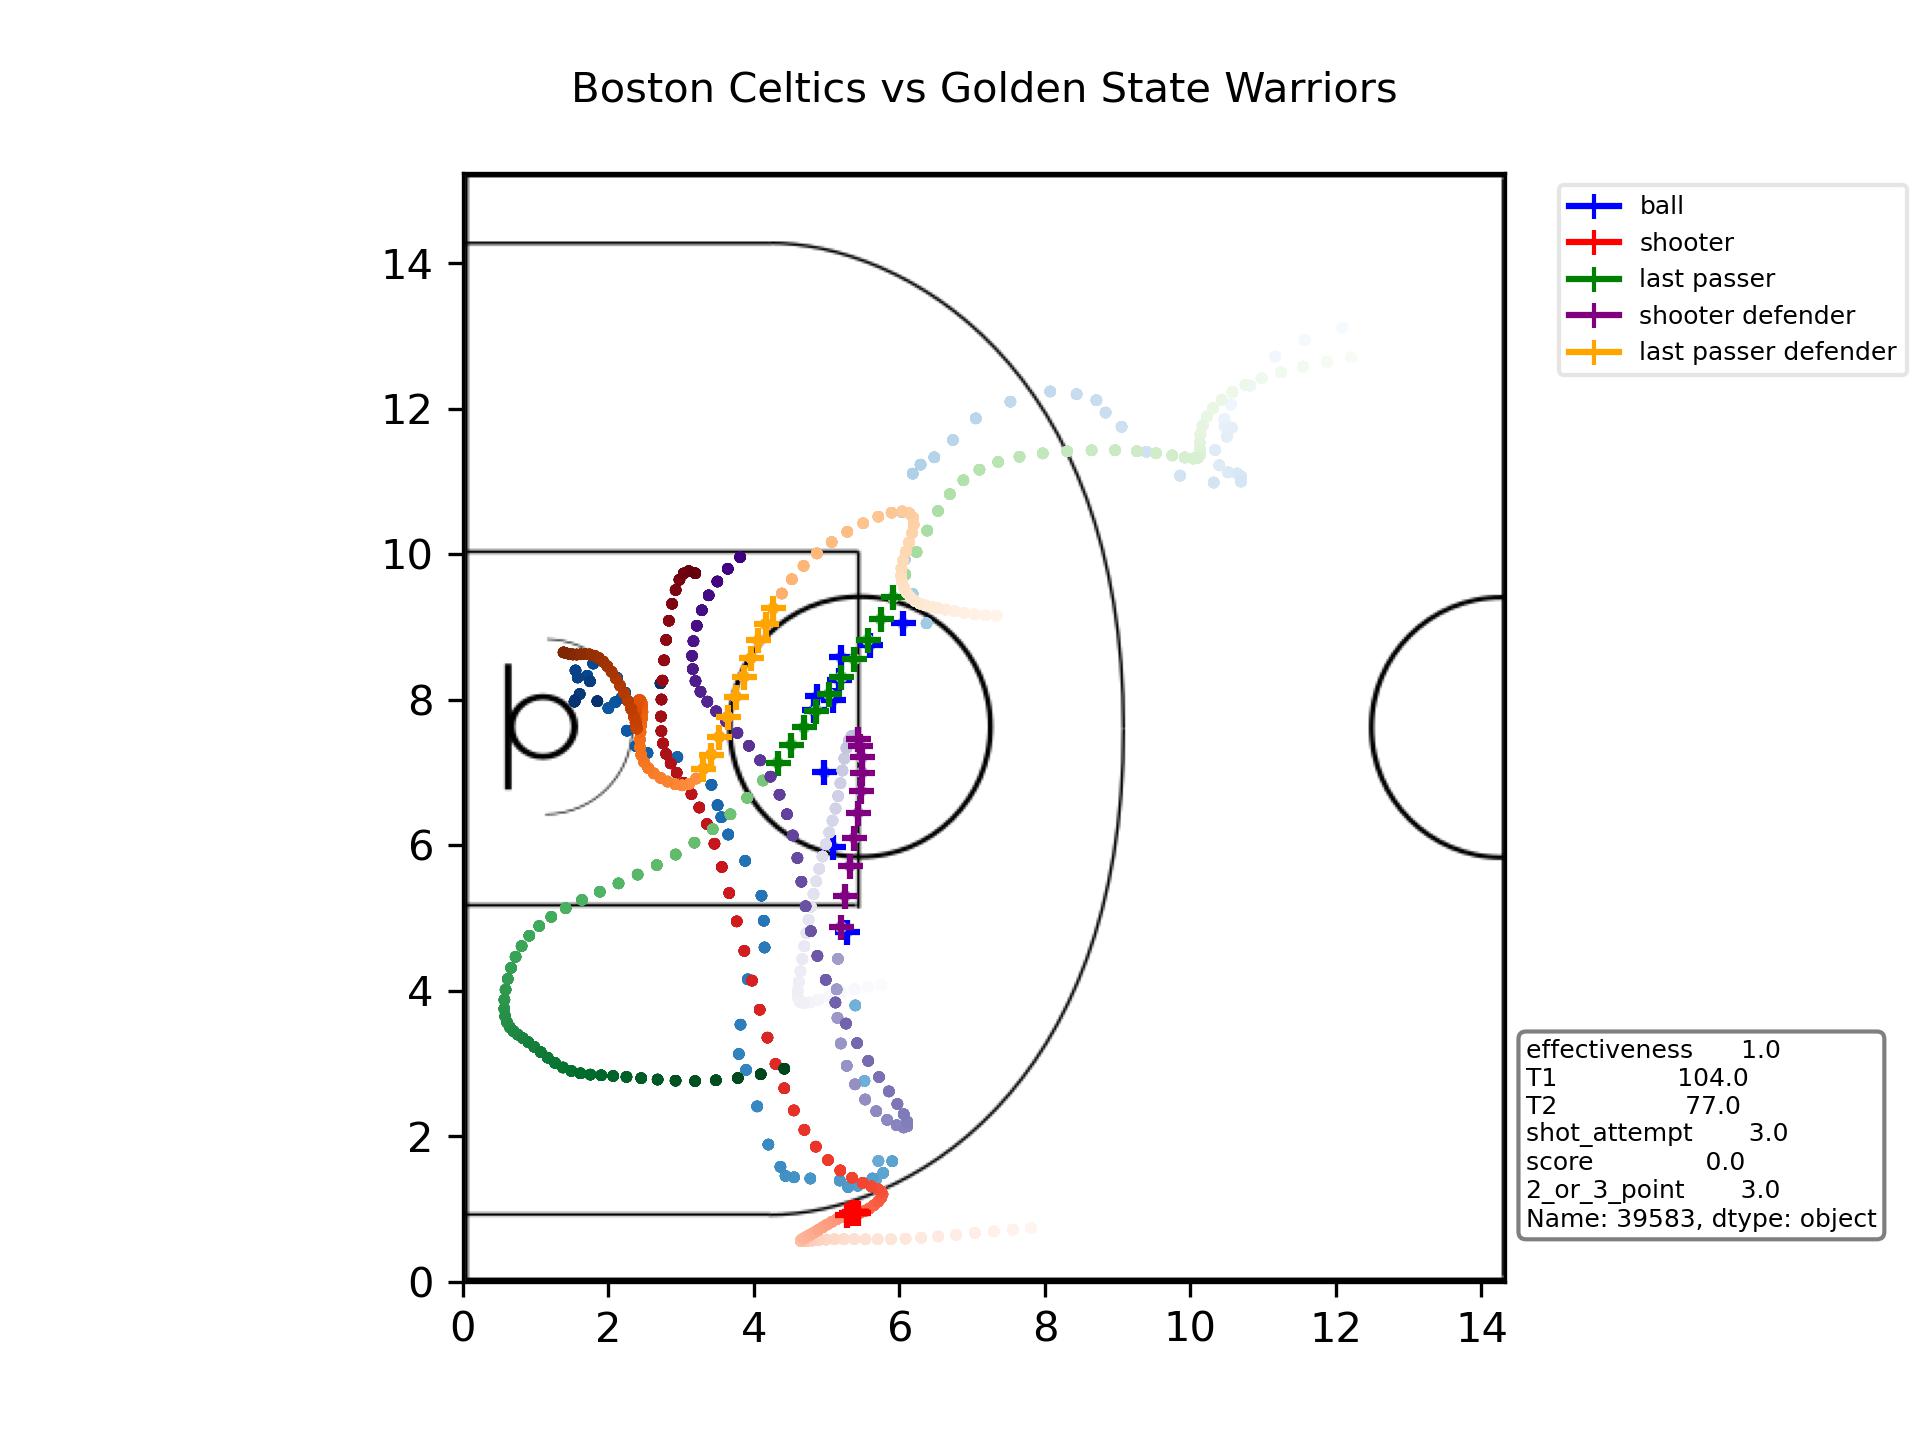 Boston Celtics vs Golden State Warriors
ball
shooter
last passer
shooter defender
last passer defender
14
12
10
8
6
4
2
0
effectiveness 1.0
T1 104.0
T2 77.0
shot_attempt 3.0
score 0.0
2_or_3_point 3.0
Name: 39583, dtype: object
0 2 4 6 8 10 12 14